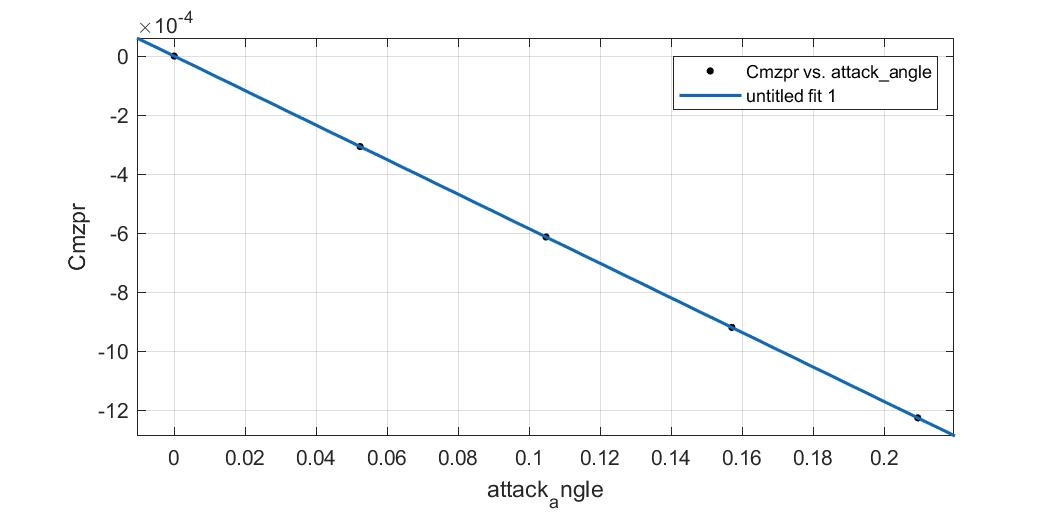 ×10⁻⁴
0
-2
-4
-6
-8
-10
-12
Cmzpr
Cmzpr vs. attack_angle
untitled fit 1
0 0.02 0.04 0.06 0.08 0.1 0.12 0.14 0.16 0.18 0.2
attackₐngle